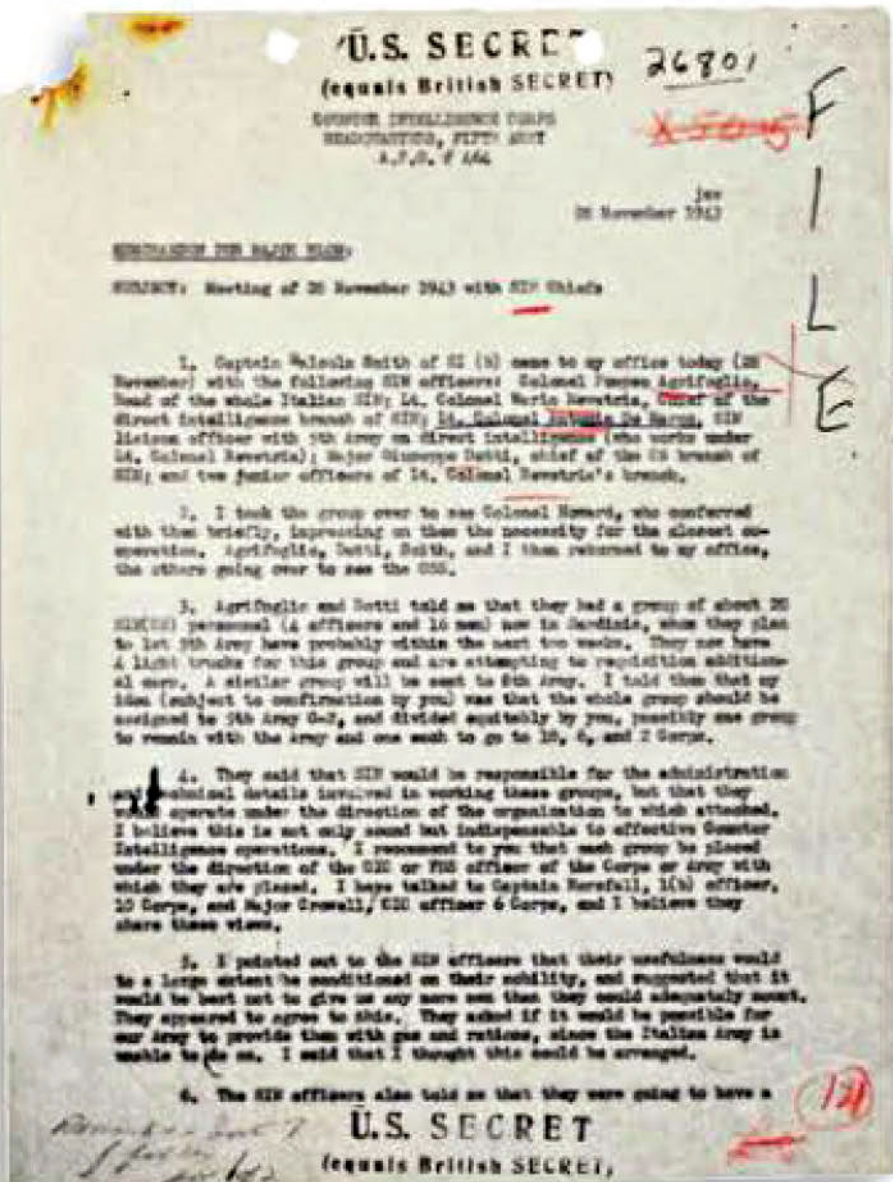 U.S. SECRET
(equals British SECRET)
26801
COUNTER INTELLIGENCE CORPS
HEADQUARTERS, FIFTH ARMY
A.P.O. # 464
FILE
November 1943
MEMORANDUM FOR MAJOR
SUBJECT: Meeting of 28 November 1943 with SIM Chiefs
1. Captain Malcolm Smith of SI (b) came to my office today (28
November) with the following SIM officers: Colonel Pompeo Agrifoglio,
Head of the whole Italian SIM; Lt. Colonel Mario Revetria, Chief of the
direct intelligence branch of SIM; Lt. Colonel Antonio De SIM
liaison officer with 5th Army on direct intelligence (who works under
Lt. Colonel Revetria); Major Giuseppe Dotti, chief of the CS branch of
SIM; and two junior officers of Lt. Colonel Revetria's branch.
2. I took the group over to see Colonel Howard, who conferred
with them briefly, impressing on them the necessity for the closest co-
operation. Agrifoglio, Dotti, Smith, and I then returned to my office,
the others going over to see the OSS.
3. Agrifoglio and Dotti told me that they had a group of about 20
SIM(CS) personnel (4 officers and 16 men) now in Sardinia, whom they plan
to let 5th Army have probably within the next two weeks. They now have
4 light trucks for this group and are attempting to requisition addition-
al ones. A similar group will be sent to 8th Army. I told them that my
idea (subject to confirmation by you) was that the whole group should be
assigned to 5th Army G-2, and divided equitably by you, possibly one group
to remain with the Army and one each to go to 10, 6, and 2 Corps.
4. They said that SIM would be responsible for the administration
and technical details involved in working these groups, but that they
would operate under the direction of the organization to which attached.
I believe this is not only sound but indispensable to effective Counter
Intelligence operations. I recommend to you that each group be placed
under the direction of the CIC or FSS officer of the Corps or Army with
which they are placed. I have talked to Captain Horsfall, 1(b) officer,
10 Corps, and Major Crowell, CIC officer 6 Corps, and I believe they
share these views.
5. I pointed out to the SIM officers that their usefulness would
to a large extent be conditioned on their mobility, and suggested that it
would be best not to give us any more men than they could adequately mount.
They appeared to agree to this. They asked if it would be possible for
our Army to provide them with gas and rations, since the Italian Army is
unable to do so. I said that I thought this could be arranged.
6. The SIM officers also told me that they were going to have a
U.S. SECRET
(equals British SECRET)